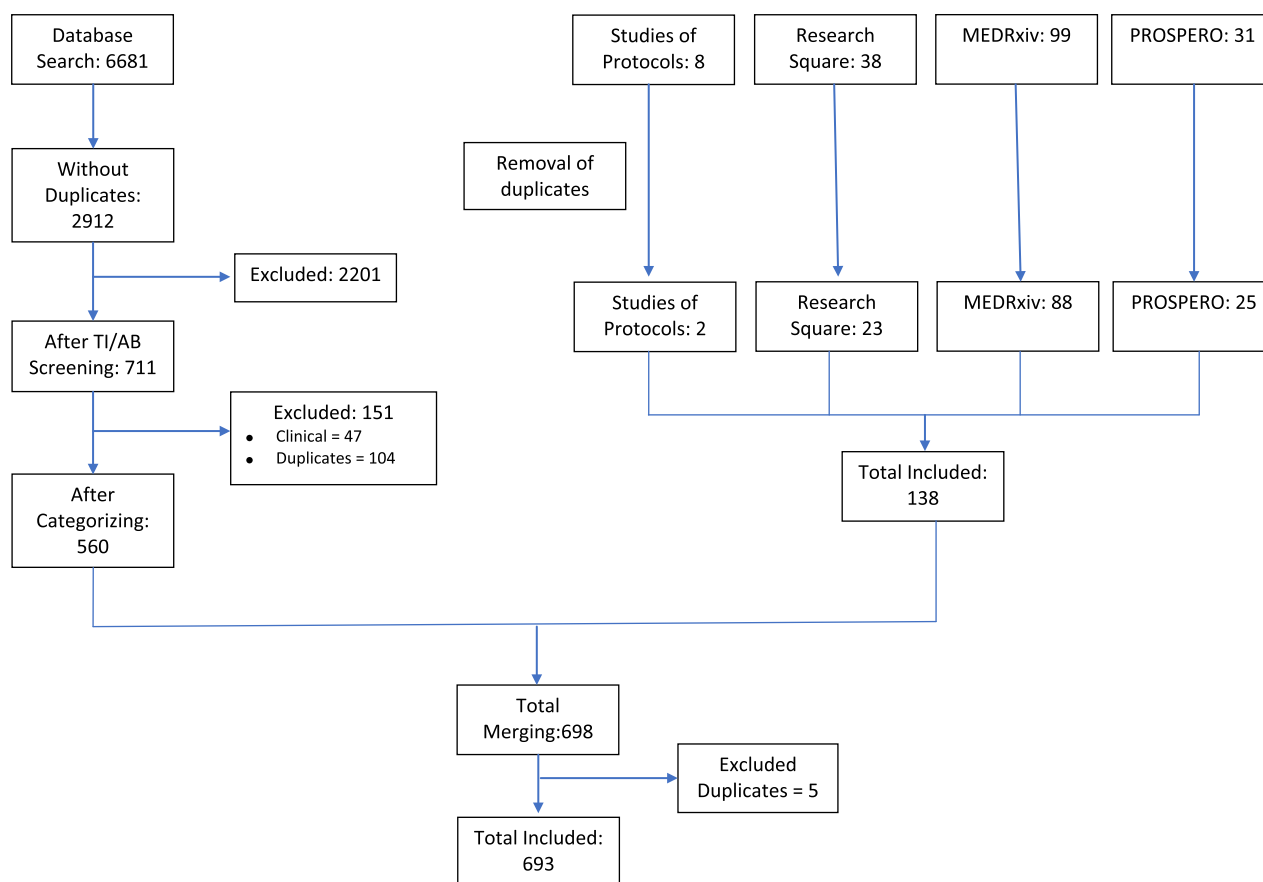 Database
Search: 6681
Studies of
Protocols: 8
Research
Square: 38
MEDRxiv: 99
PROSPERO: 31
Without
Duplicates:
2912
Removal of
duplicates
Excluded: 2201
Studies of
Protocols: 2
Research
Square: 23
MEDRxiv: 88
PROSPERO: 25
After TI/AB
Screening: 711
Excluded: 151
● Clinical = 47
● Duplicates = 104
After
Categorizing:
560
Total Included:
138
Total
Merging:698
Excluded
Duplicates = 5
Total Included:
693